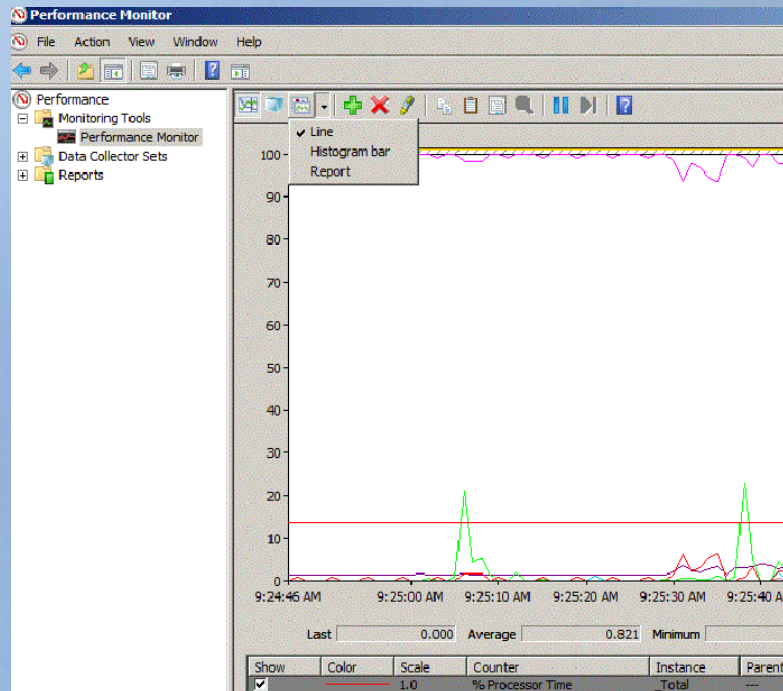 Performance Monitor
File Action View Window Help
Performance
Monitoring Tools
Performance Monitor
Data Collector Sets
Reports
Line
Histogram bar
Report
100
90
80
70
60
50
40
30
20
10
0
9:24:46 AM 9:25:00 AM 9:25:10 AM 9:25:20 AM 9:25:30 AM 9:25:40 A
Last 0.000 Average 0.821 Minimum
Show Color Scale Counter Instance Parent
1.0 % Processor Time _Total ---